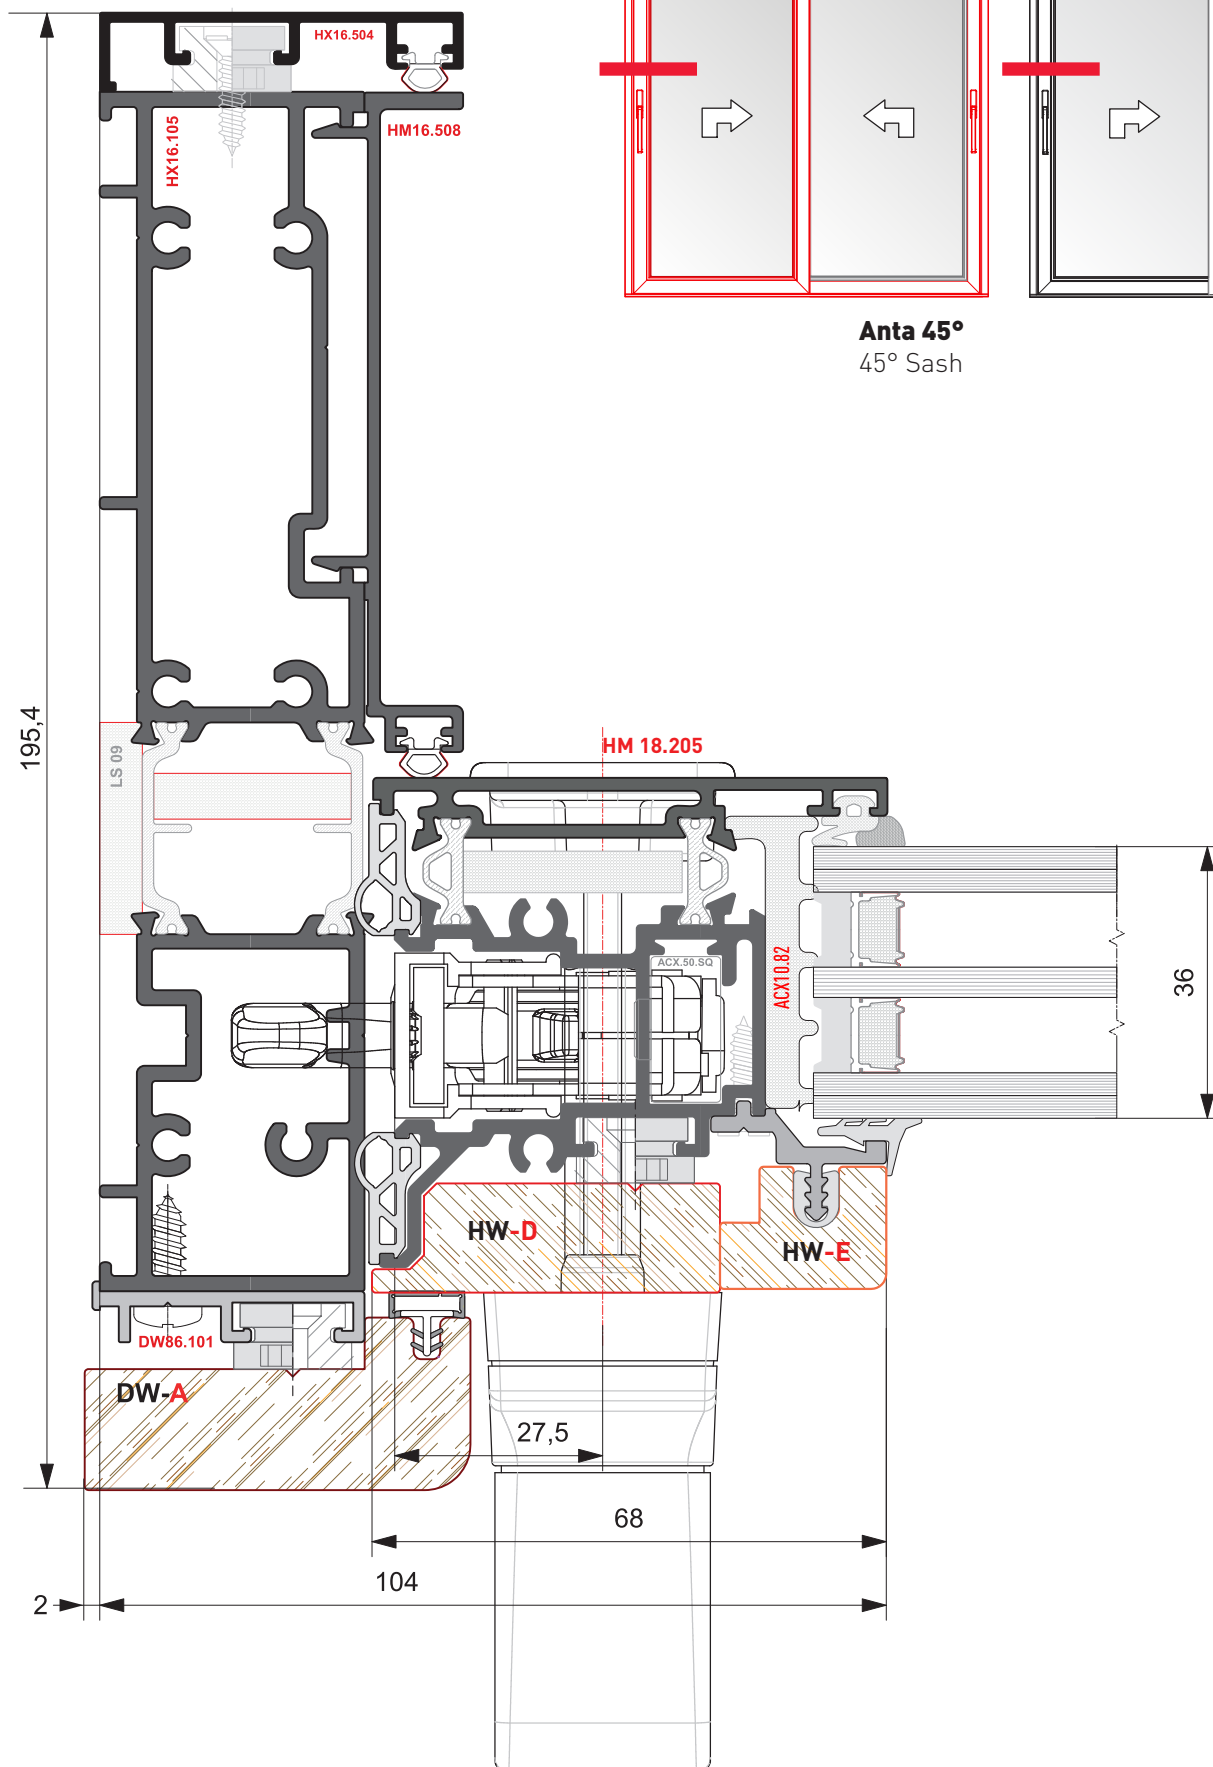 HX16.504
HX16.105
HM16.508
Anta 45°
45° Sash
195,4
LS 09
HM 18.205
ACX.50.SQ
ACX10.82
36
HW-D
HW-E
DW86.101
DW-A
27,5
68
104
2